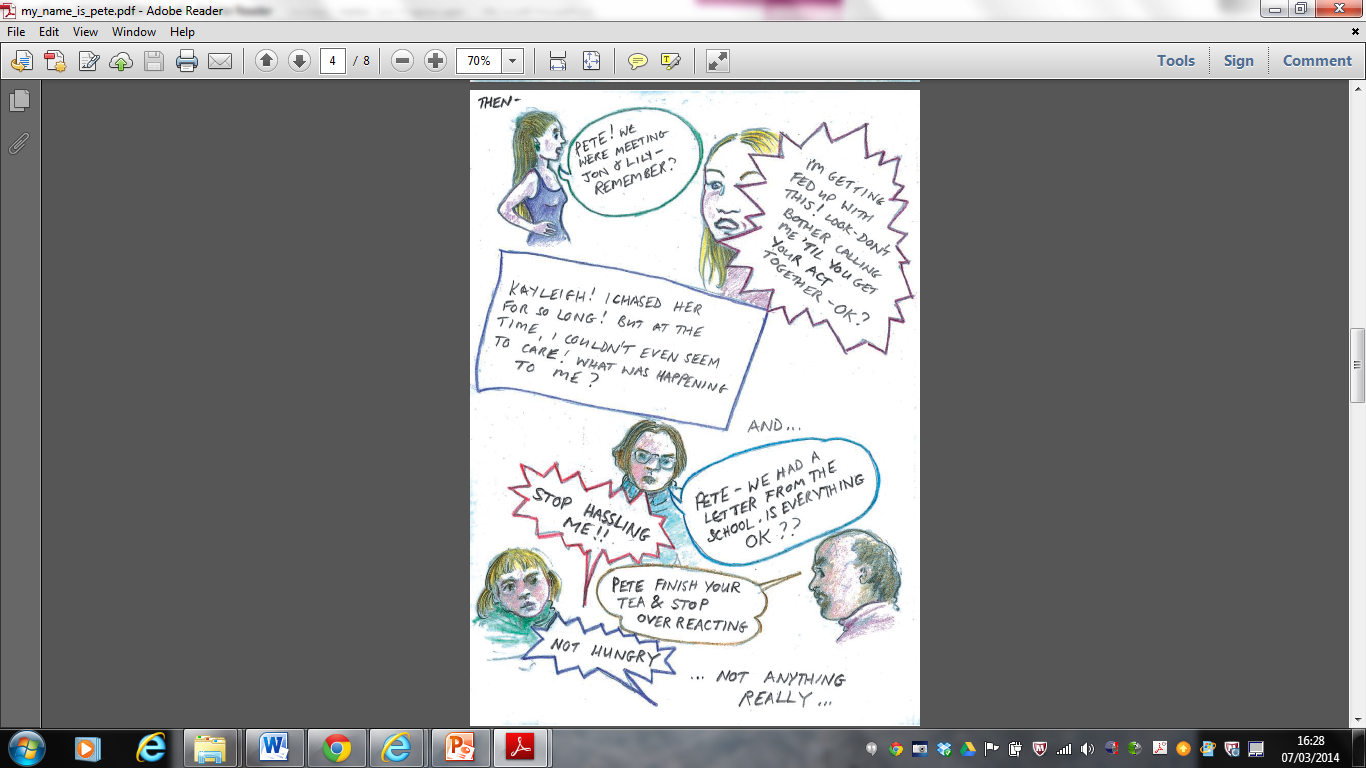 my_name_is_pete.pdf - Adobe Reader
File Edit View Window Help
4 / 8 70% Tools Sign Comment
THEN-
PETE! WE
WERE MEETING
JON & LILY-
REMEMBER?
I'M GETTING
FED UP WITH
THIS! LOOK-DON'T
BOTHER CALLING
ME 'TIL YOU GET
YOUR ACT
TOGETHER-OK?
KAYLEIGH! I CHASED HER
FOR SO LONG! BUT AT THE
TIME, I COULDN'T EVEN SEEM
TO CARE! WHAT WAS HAPPENING
TO ME?
AND...
PETE-WE HAD A
LETTER FROM THE
SCHOOL. IS EVERYTHING
OK??
STOP HASSLING
ME!!
PETE FINISH YOUR
TEA & STOP
OVER REACTING
NOT HUNGRY
... NOT ANYTHING
REALLY...
16:28
07/03/2014